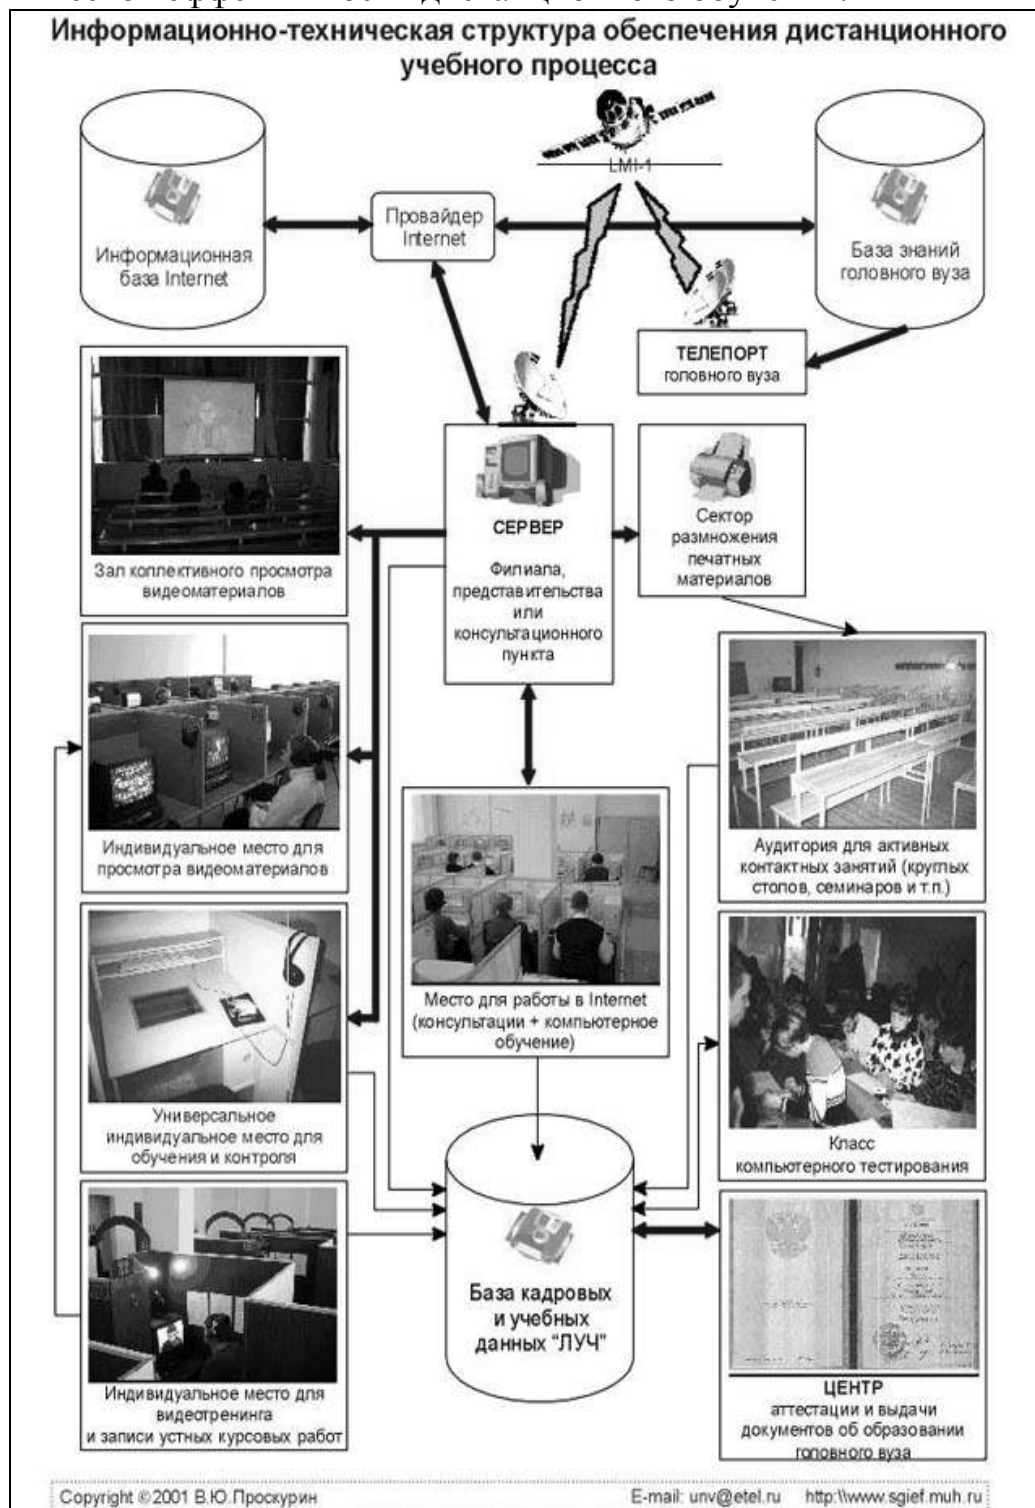 Информационно-техническая структура обеспечения дистанционного
учебного процесса
LMI-1
Провайдер
Internet
Информационная
база Internet
База знаний
головного вуза
ТЕЛЕПОРТ
головного вуза
СЕРВЕР
Филиала,
представительства
или
консультационного
пункта
Сектор
размножения
печатных
материалов
Зал коллективного просмотра
видеоматериалов
Индивидуальное место для
просмотра видеоматериалов
Аудитория для активных
контактных занятий (круглых
столов, семинаров и т.п.)
Место для работы в Internet
(консультации + компьютерное
обучение)
Универсальное
индивидуальное место для
обучения и контроля
Класс
компьютерного тестирования
База кадровых
и учебных
данных "ЛУЧ"
Индивидуальное место для
видеотренинга
и записи устных курсовых работ
ЦЕНТР
аттестации и выдачи
документов об образовании
головного вуза
Copyright ©2001 В.Ю.Проскурин
E-mail: unv@etel.ru http:\\www.sgief.muh.ru